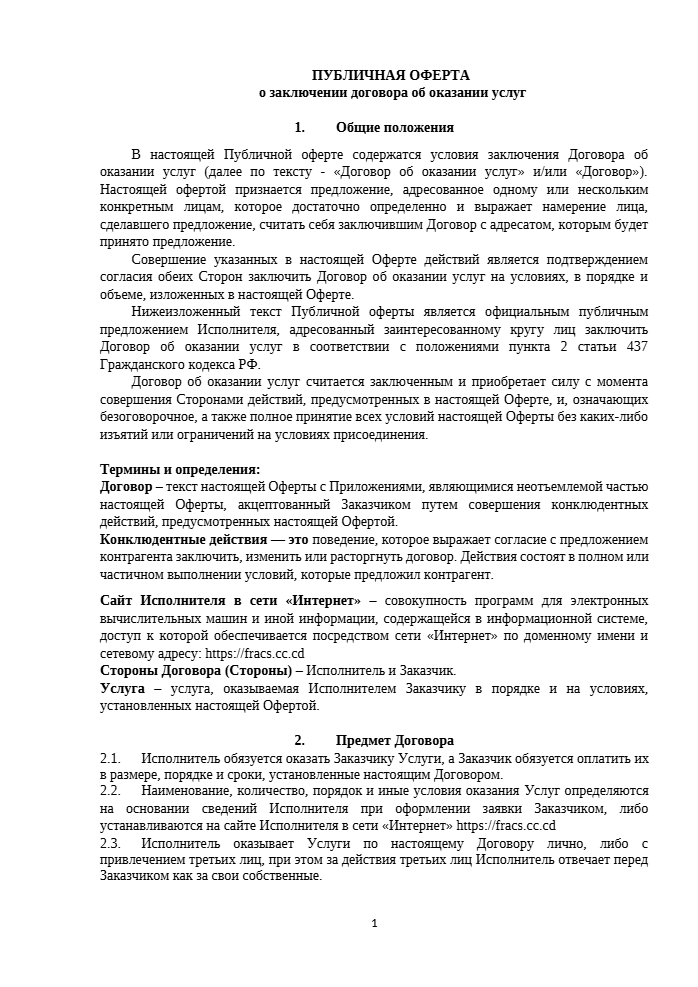 ПУБЛИЧНАЯ ОФЕРТА
о заключении договора об оказании услуг
1. Общие положения
В настоящей Публичной оферте содержатся условия заключения Договора об
оказании услуг (далее по тексту - «Договор об оказании услуг» и/или «Договор»).
Настоящей офертой признается предложение, адресованное одному или нескольким
конкретным лицам, которое достаточно определенно и выражает намерение лица,
сделавшего предложение, считать себя заключившим Договор с адресатом, которым будет
принято предложение.
Совершение указанных в настоящей Оферте действий является подтверждением
согласия обеих Сторон заключить Договор об оказании услуг на условиях, в порядке и
объеме, изложенных в настоящей Оферте.
Нижеизложенный текст Публичной оферты является официальным публичным
предложением Исполнителя, адресованный заинтересованному кругу лиц заключить
Договор об оказании услуг в соответствии с положениями пункта 2 статьи 437
Гражданского кодекса РФ.
Договор об оказании услуг считается заключенным и приобретает силу с момента
совершения Сторонами действий, предусмотренных в настоящей Оферте, и, означающих
безоговорочное, а также полное принятие всех условий настоящей Оферты без каких-либо
изъятий или ограничений на условиях присоединения.
Термины и определения:
Договор – текст настоящей Оферты с Приложениями, являющимися неотъемлемой частью
настоящей Оферты, акцептованный Заказчиком путем совершения конклюдентных
действий, предусмотренных настоящей Офертой.
Конклюдентные действия — это поведение, которое выражает согласие с предложением
контрагента заключить, изменить или расторгнуть договор. Действия состоят в полном или
частичном выполнении условий, которые предложил контрагент.
Сайт Исполнителя в сети «Интернет» – совокупность программ для электронных
вычислительных машин и иной информации, содержащейся в информационной системе,
доступ к которой обеспечивается посредством сети «Интернет» по доменному имени и
сетевому адресу: https://fracs.cc.cd
Стороны Договора (Стороны) – Исполнитель и Заказчик.
Услуга – услуга, оказываемая Исполнителем Заказчику в порядке и на условиях,
установленных настоящей Офертой.
2. Предмет Договора
2.1. Исполнитель обязуется оказать Заказчику Услуги, а Заказчик обязуется оплатить их
в размере, порядке и сроки, установленные настоящим Договором.
2.2. Наименование, количество, порядок и иные условия оказания Услуг определяются
на основании сведений Исполнителя при оформлении заявки Заказчиком, либо
устанавливаются на сайте Исполнителя в сети «Интернет» https://fracs.cc.cd
2.3. Исполнитель оказывает Услуги по настоящему Договору лично, либо с
привлечением третьих лиц, при этом за действия третьих лиц Исполнитель отвечает перед
Заказчиком как за свои собственные.
1